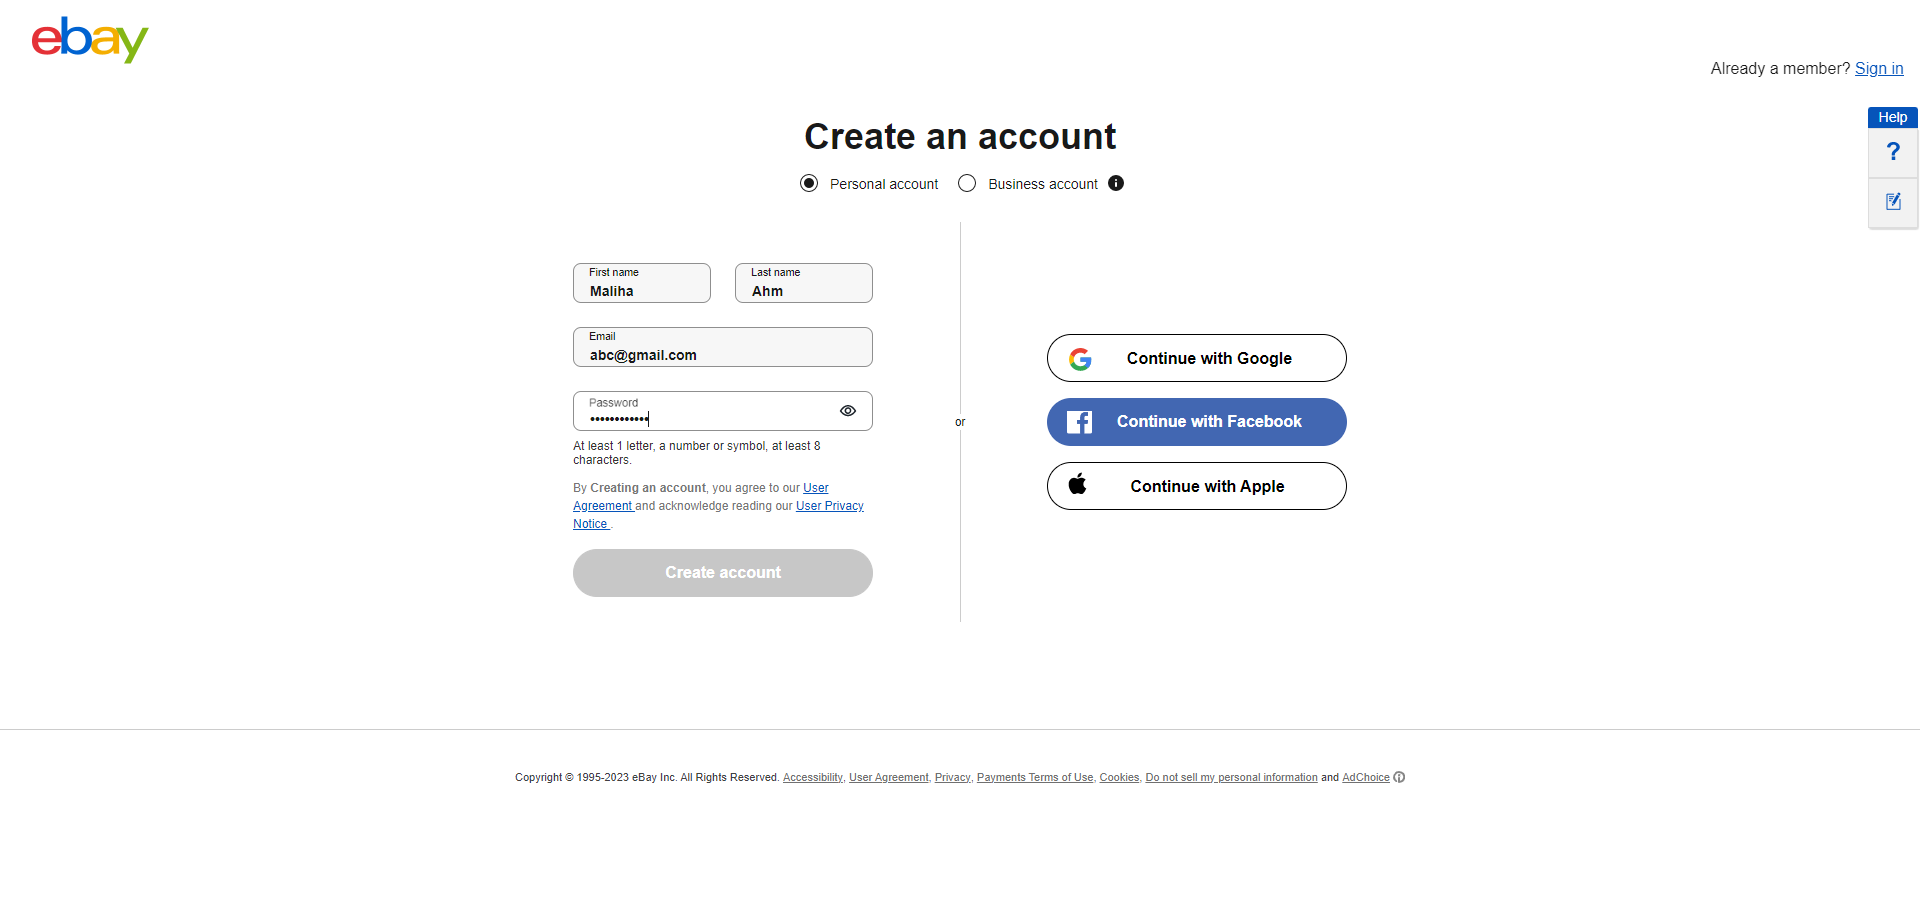 ebay
Already a member? Sign in
Help
?
Create an account
Personal account Business account
First name
Maliha
Last name
Ahm
Email
abc@gmail.com
Password
••••••••••••
At least 1 letter, a number or symbol, at least 8
characters.
By Creating an account, you agree to our User
Agreement and acknowledge reading our User Privacy
Notice .
Create account
or
Continue with Google
Continue with Facebook
Continue with Apple
Copyright © 1995-2023 eBay Inc. All Rights Reserved. Accessibility, User Agreement, Privacy, Payments Terms of Use, Cookies, Do not sell my personal information and AdChoice